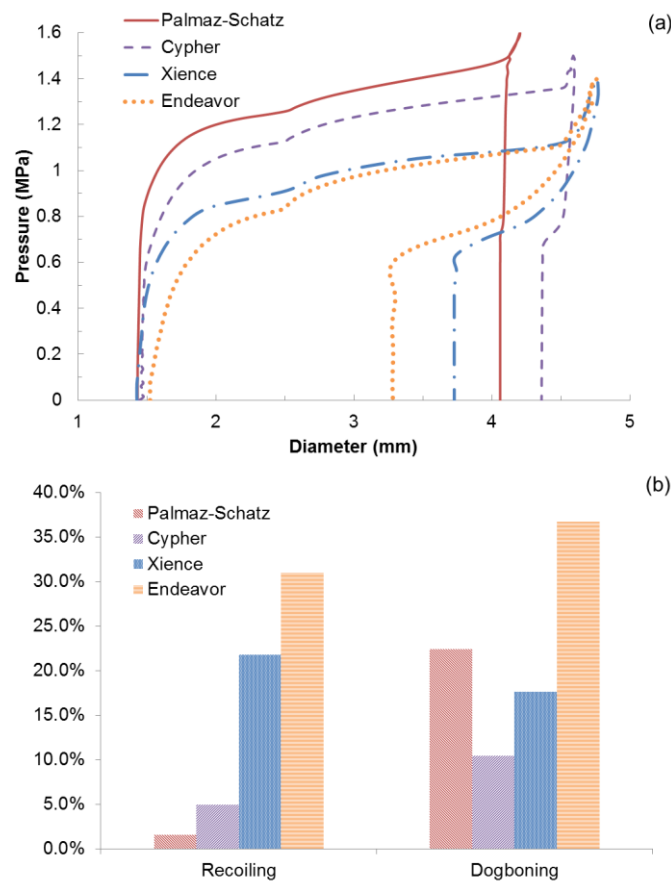 (a)
Palmaz-Schatz
Cypher
Xience
Endeavor
1.6
1.4
1.2
1
0.8
0.6
0.4
0.2
0
Pressure (MPa)
1 2 3 4 5
Diameter (mm)
(b)
Palmaz-Schatz
Cypher
Xience
Endeavor
40.0%
35.0%
30.0%
25.0%
20.0%
15.0%
10.0%
5.0%
0.0%
Recoiling Dogboning